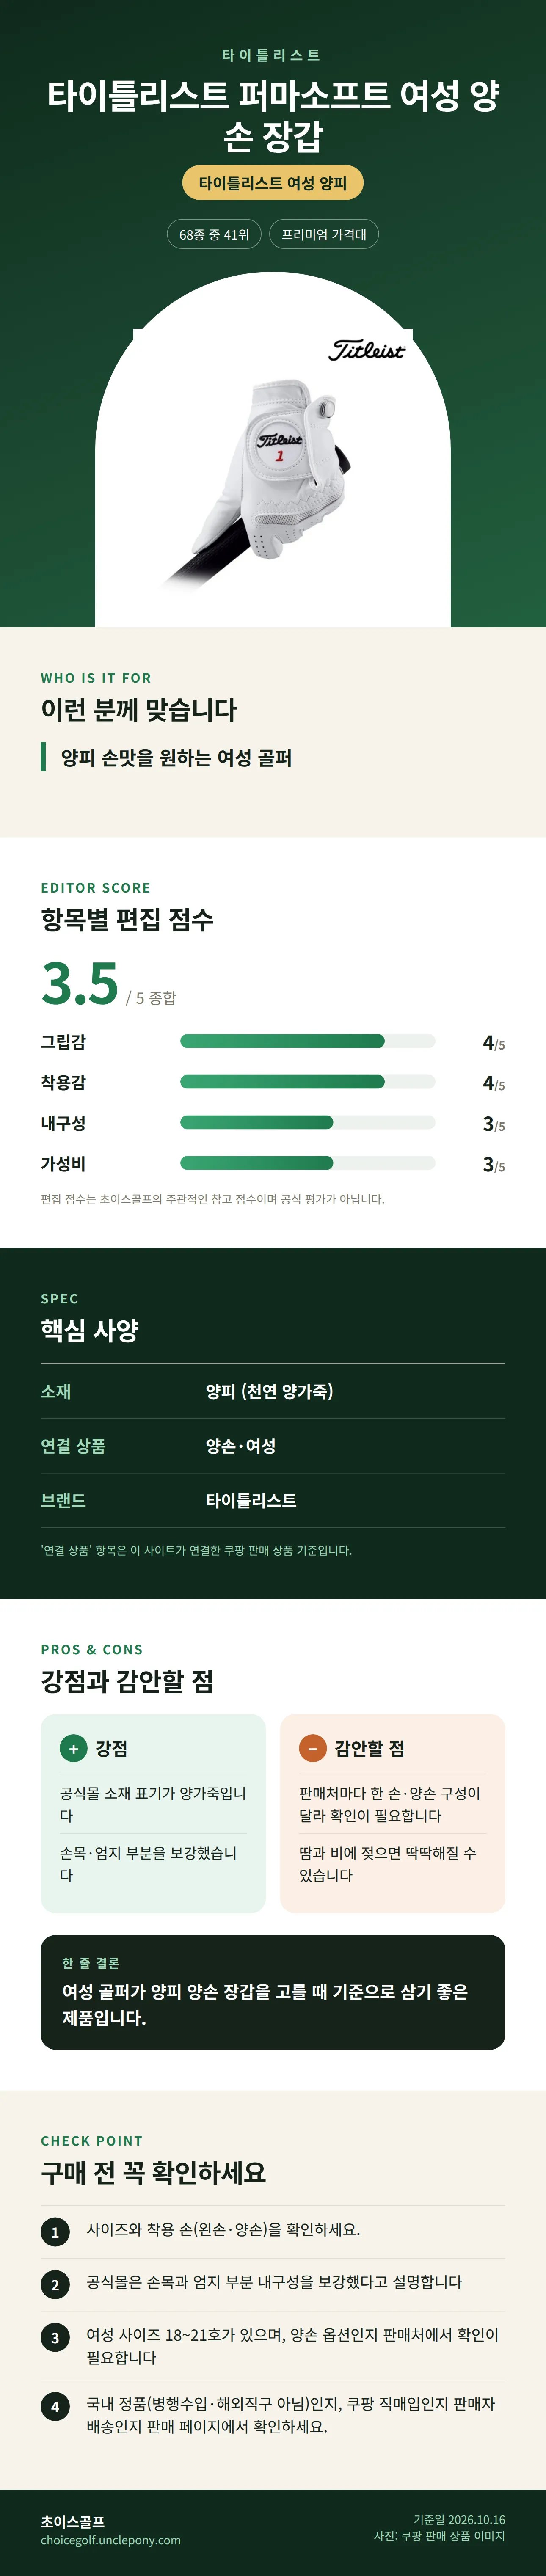 타이틀리스트
타이틀리스트 퍼마소프트 여성 양
손 장갑
타이틀리스트 여성 양피
68종 중 41위
프리미엄 가격대
Titleist
Titleist
1
WHO IS IT FOR
이런 분께 맞습니다
양피 손맛을 원하는 여성 골퍼
EDITOR SCORE
항목별 편집 점수
3.5 / 5 종합
그립감 4/5
착용감 4/5
내구성 3/5
가성비 3/5
편집 점수는 초이스골프의 주관적인 참고 점수이며 공식 평가가 아닙니다.
SPEC
핵심 사양
소재 양피 (천연 양가죽)
연결 상품 양손·여성
브랜드 타이틀리스트
'연결 상품' 항목은 이 사이트가 연결한 쿠팡 판매 상품 기준입니다.
PROS & CONS
강점과 감안할 점
+ 강점
공식몰 소재 표기가 양가죽입니
다
손목·엄지 부분을 보강했습니
다
− 감안할 점
판매처마다 한 손·양손 구성이
달라 확인이 필요합니다
땀과 비에 젖으면 딱딱해질 수
있습니다
한 줄 결론
여성 골퍼가 양피 양손 장갑을 고를 때 기준으로 삼기 좋은
제품입니다.
CHECK POINT
구매 전 꼭 확인하세요
1 사이즈와 착용 손(왼손·양손)을 확인하세요.
2 공식몰은 손목과 엄지 부분 내구성을 보강했다고 설명합니다
3 여성 사이즈 18~21호가 있으며, 양손 옵션인지 판매처에서 확인이
필요합니다
4 국내 정품(병행수입·해외직구 아님)인지, 쿠팡 직매입인지 판매자
배송인지 판매 페이지에서 확인하세요.
초이스골프
choicegolf.unclepony.com
기준일 2026.10.16
사진: 쿠팡 판매 상품 이미지